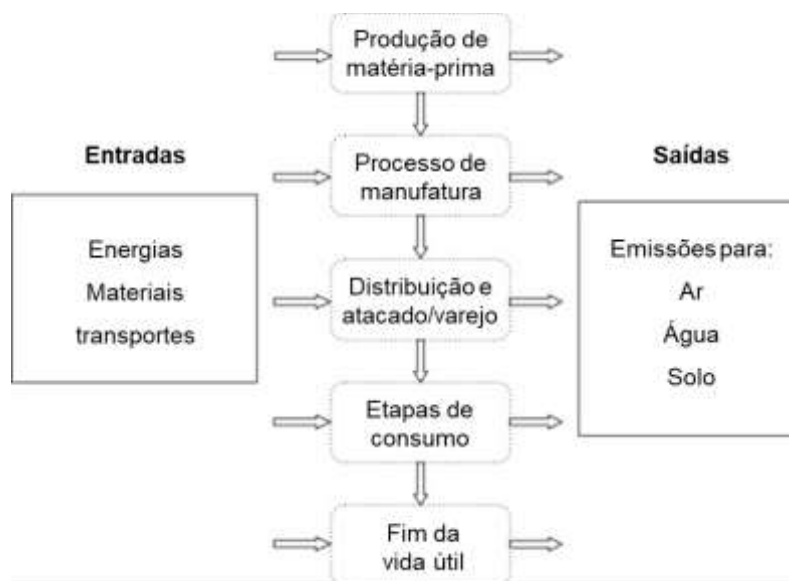 Produção de
matéria-prima
Entradas
Processo de
manufatura
Saídas
Energias
Materiais
transportes
Distribuição e
atacado/varejo
Emissões para:
Ar
Água
Solo
Etapas de
consumo
Fim da
vida útil